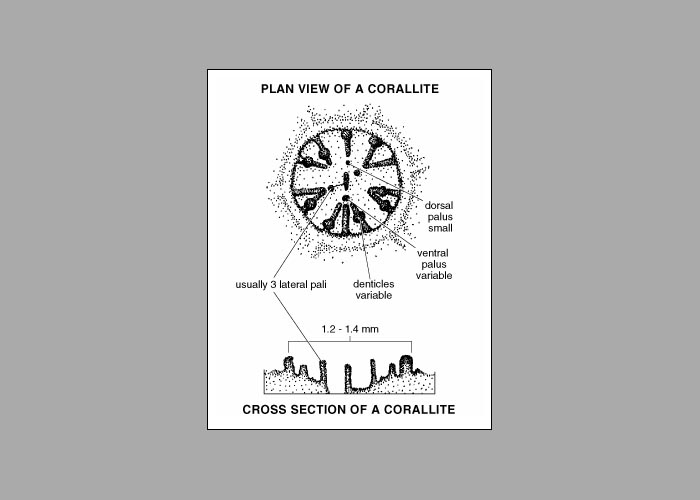 PLAN VIEW OF A CORALLITE
dorsal
palus
small
ventral
palus
variable
usually 3 lateral pali
denticles
variable
1.2 - 1.4 mm
CROSS SECTION OF A CORALLITE